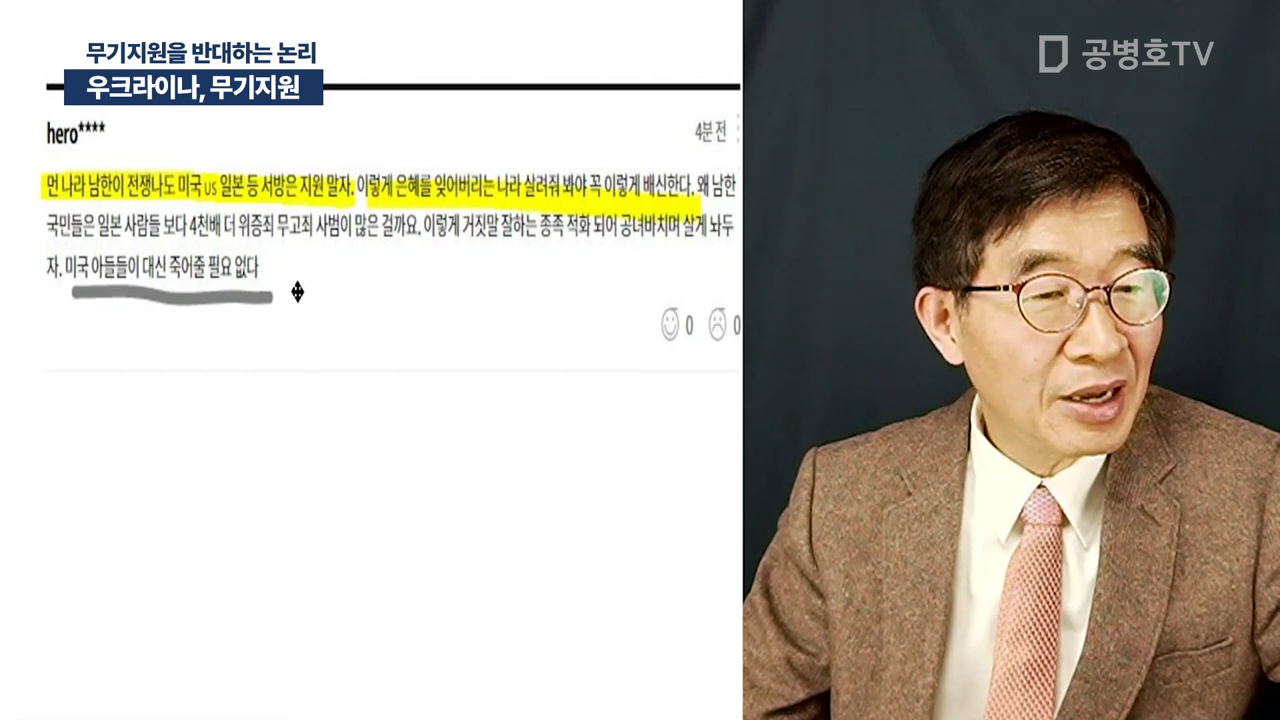 무기지원을 반대하는 논리
우크라이나, 무기지원
공병호TV
hero****
4분 전
먼 나라 남한이 전쟁나도 미국 US 일본 등 서방은 지원 말자. 이렇게 은혜를 잊어버리는 나라 살려줘 봐야 꼭 이렇게 배신한다. 왜 남한
국민들은 일본 사람들 보다 4천배 더 위증죄 무고죄 사범이 많은 걸까요. 이렇게 거짓말 잘하는 종족 적화 되어 공녀바치며 살게 놔두
자. 미국 아들들이 대신 죽어줄 필요 없다
0
0